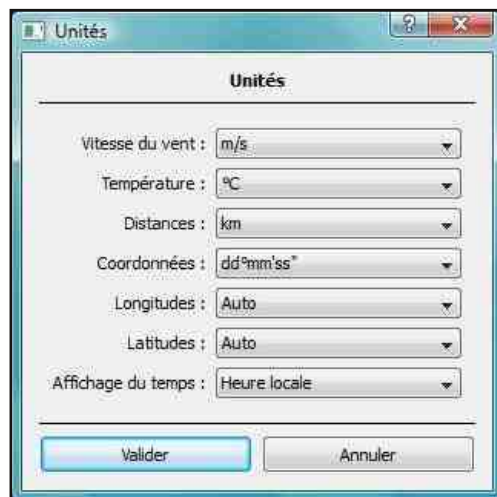 Unités
Unités
Vitesse du vent : m/s
Température : °C
Distances : km
Coordonnées : dd°mm'ss"
Longitudes : Auto
Latitudes : Auto
Affichage du temps : Heure locale
Valider Annuler